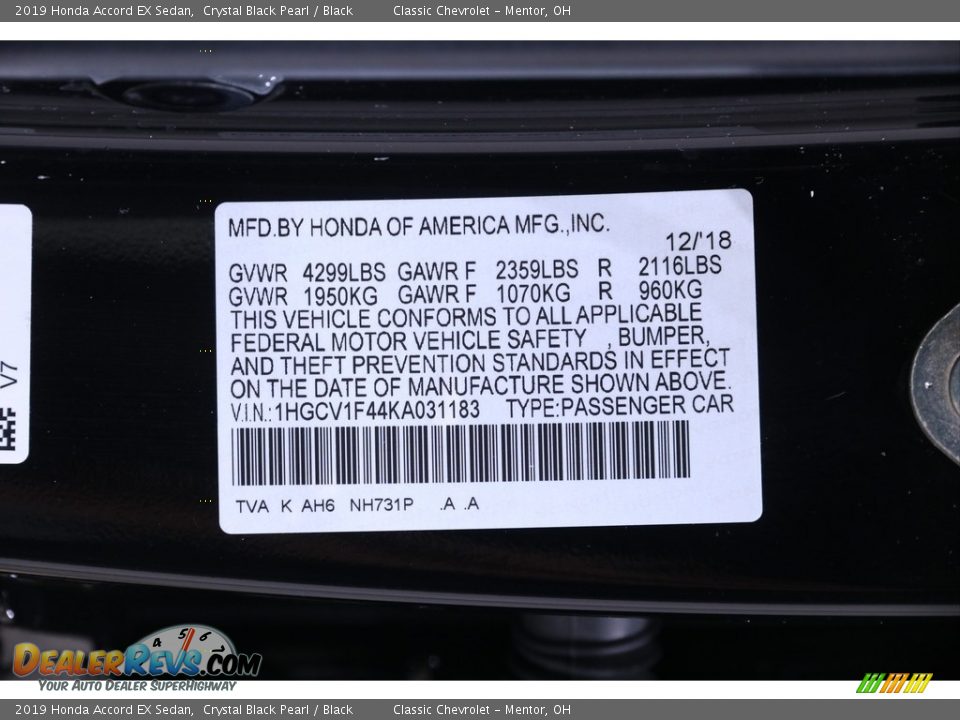 2019 Honda Accord EX Sedan, Crystal Black Pearl / Black Classic Chevrolet - Mentor, OH
MFD.BY HONDA OF AMERICA MFG.,INC.
12/'18
GVWR 4299LBS GAWR F 2359LBS R 2116LBS
GVWR 1950KG GAWR F 1070KG R 960KG
THIS VEHICLE CONFORMS TO ALL APPLICABLE
FEDERAL MOTOR VEHICLE SAFETY , BUMPER,
AND THEFT PREVENTION STANDARDS IN EFFECT
ON THE DATE OF MANUFACTURE SHOWN ABOVE.
V.I.N.:1HGCV1F44KA031183 TYPE:PASSENGER CAR
TVA K AH6 NH731P .A .A
V7
4 5 6
DEALERREVS.COM
YOUR AUTO DEALER SUPERHIGHWAY
2019 Honda Accord EX Sedan, Crystal Black Pearl / Black Classic Chevrolet - Mentor, OH